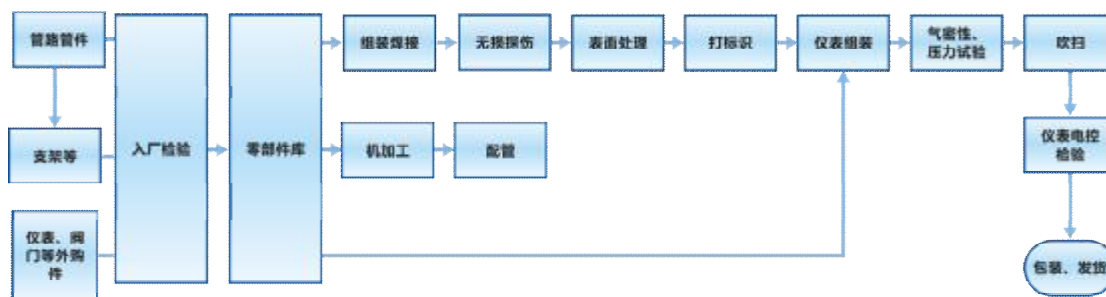 管路管件
支架等
仪表、阀
门等外购
件
入厂检验
零部件库
组装焊接
无损探伤
表面处理
打标识
仪表组装
气密性、
压力试验
吹扫
机加工
配管
仪表电控
检验
包装、发货